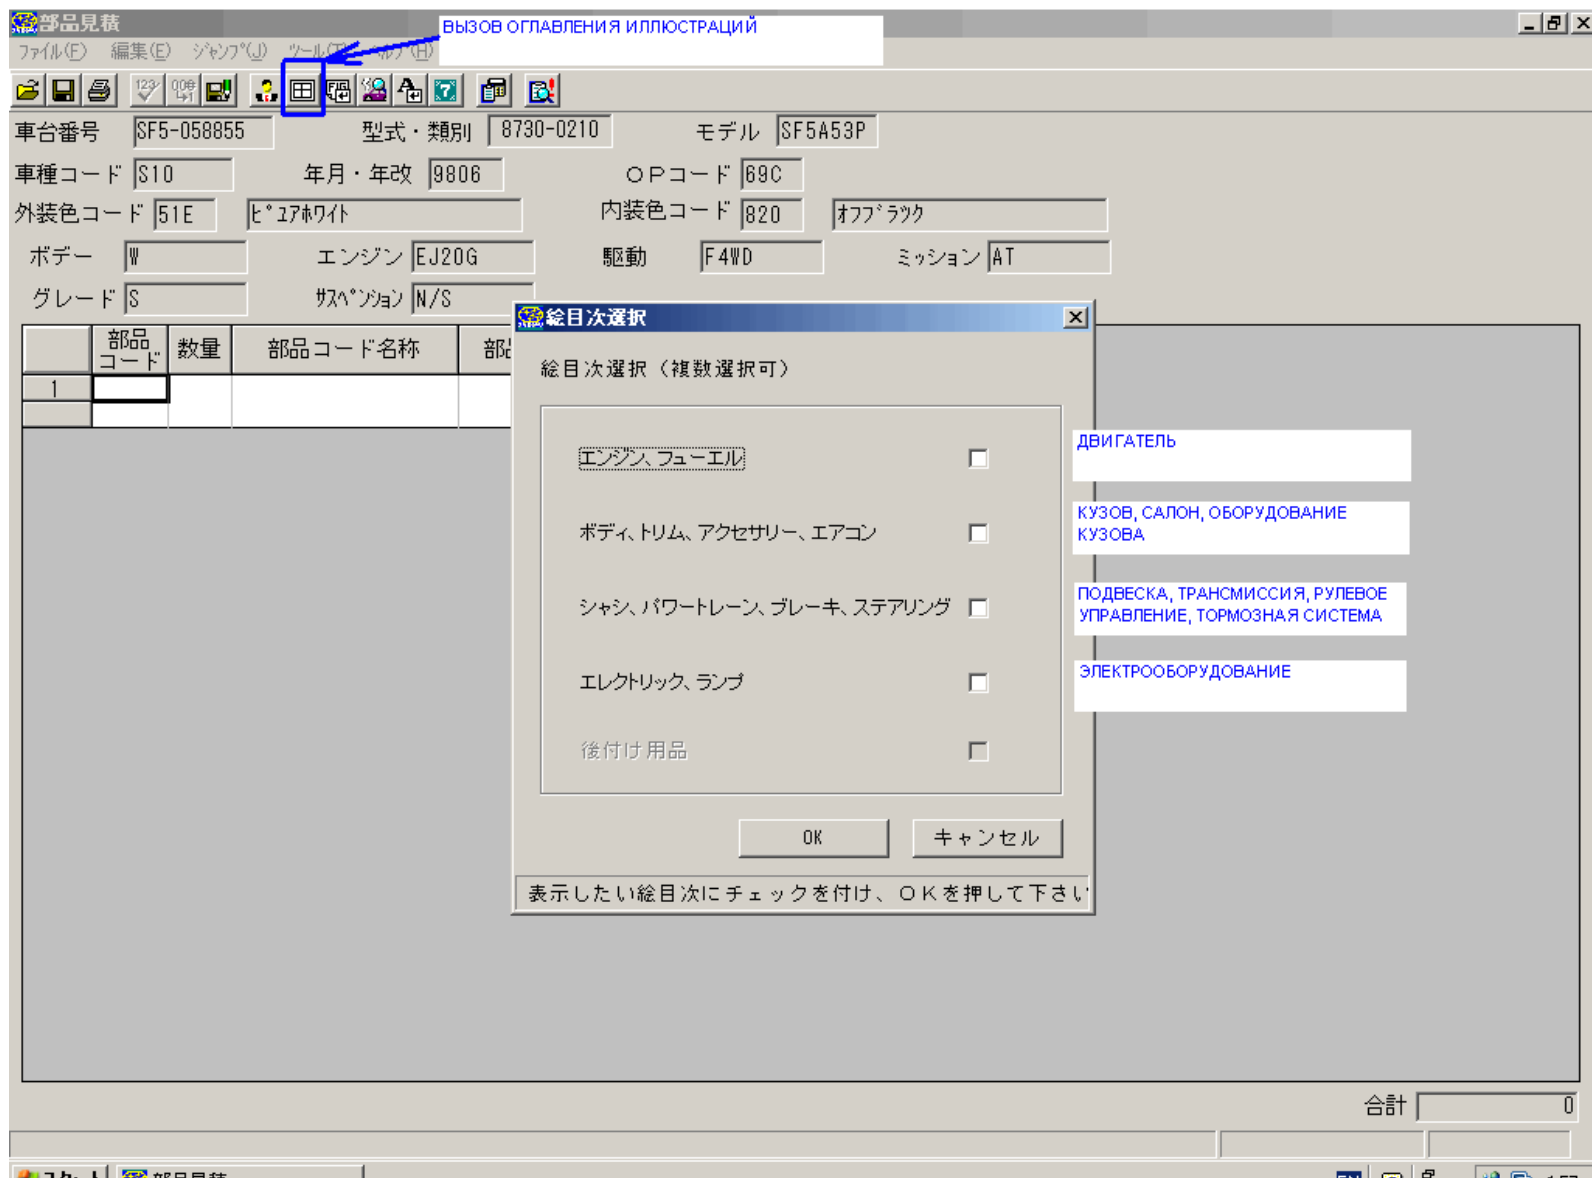 部品見積
ВЫЗОВ ОГЛАВЛЕНИЯ ИЛЛЮСТРАЦИЙ
ファイル(F) 編集(E) ジャンプ(J) ツール(T) (H)
車台番号 SF5-058855 型式・類別 8730-0210 モデル SF5A53P
車種コード S10 年月・年改 9806 OPコード 69C
外装色コード 51E ピュアホワイト 内装色コード 820 オフブラック
ボデー W エンジン EJ20G 駆動 F4WD ミッション AT
グレード S サスペンション N/S
部品コード 数量 部品コード名称 部
1
絵目次選択
絵目次選択（複数選択可）
エンジン、フューエル
ДВИГАТЕЛЬ
ボディ、トリム、アクセサリー、エアコン
КУЗОВ, САЛОН, ОБОРУДОВАНИЕ
КУЗОВА
シャシ、パワートレーン、ブレーキ、ステアリング
ПОДВЕСКА, ТРАНСМИССИЯ, РУЛЕВОЕ
УПРАВЛЕНИЕ, ТОРМОЗНАЯ СИСТЕМА
エレクトリック、ランプ
ЭЛЕКТРООБОРУДОВАНИЕ
後付け用品
OK キャンセル
表示したい絵目次にチェックを付け、OKを押して下さい
合計 0